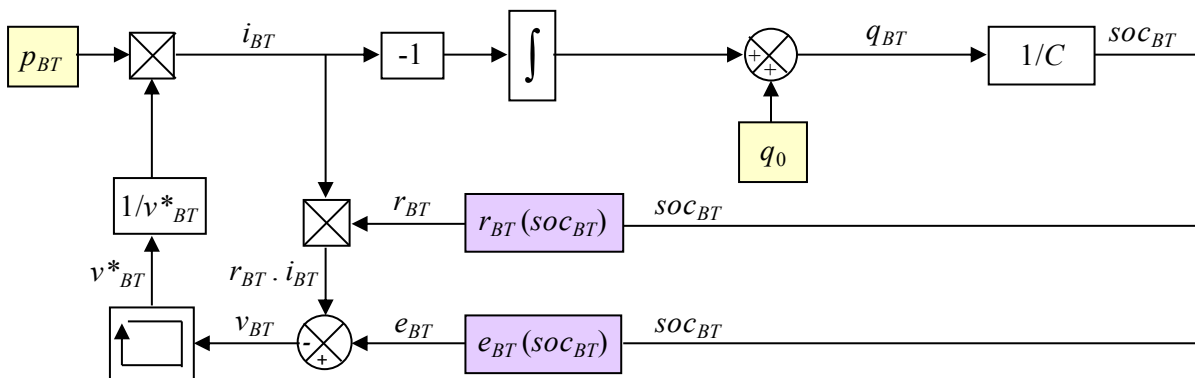 p_BT
i_BT
-1
∫
+
+
q_BT
1/C
soc_BT
q_0
1/v*_BT
r_BT
r_BT (soc_BT)
soc_BT
v*_BT
r_BT . i_BT
v_BT
-
+
e_BT
e_BT (soc_BT)
soc_BT